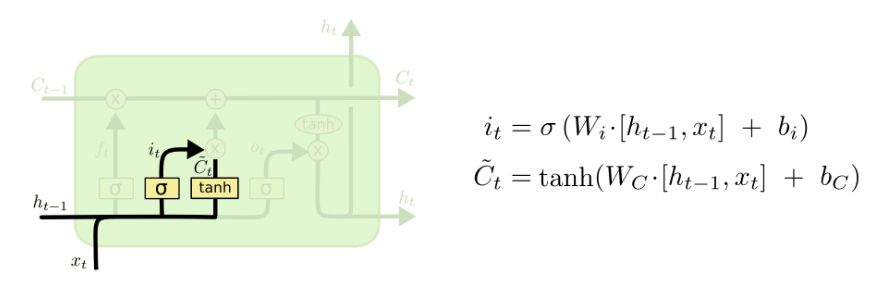 h_t
C_{t-1}
C_t
x
+
tanh
f_t
i_t
C̃_t
x
o_t
x
σ
σ
tanh
σ
h_{t-1}
h_t
x_t
i_t = σ (W_i·[h_{t-1}, x_t] + b_i)
C̃_t = tanh(W_C·[h_{t-1}, x_t] + b_C)